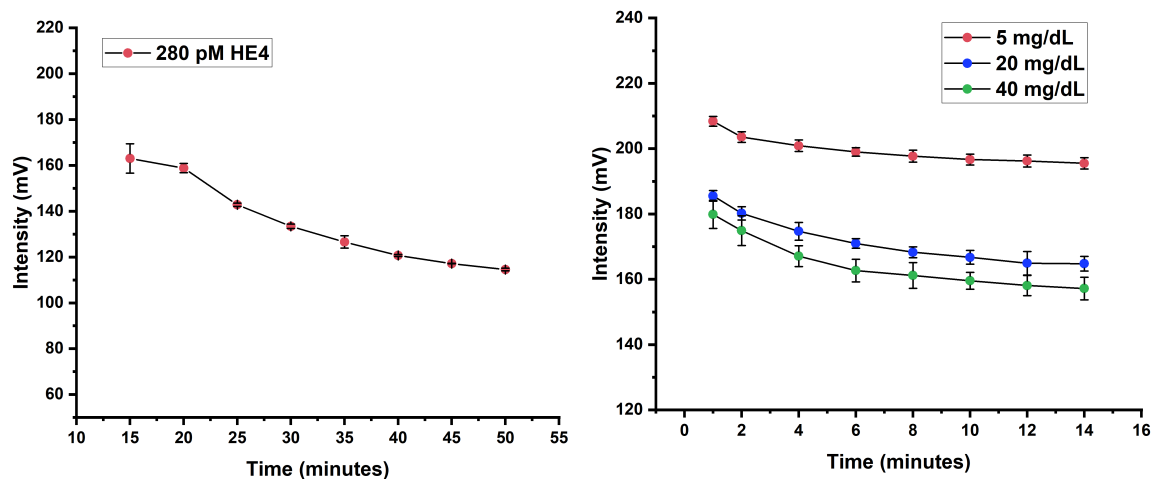 280 pM HE4
220
200
180
160
140
120
100
80
60
10 15 20 25 30 35 40 45 50 55
Intensity (mV)
Time (minutes)
5 mg/dL
20 mg/dL
40 mg/dL
240
220
200
180
160
140
120
0 2 4 6 8 10 12 14 16
Intensity (mV)
Time (minutes)